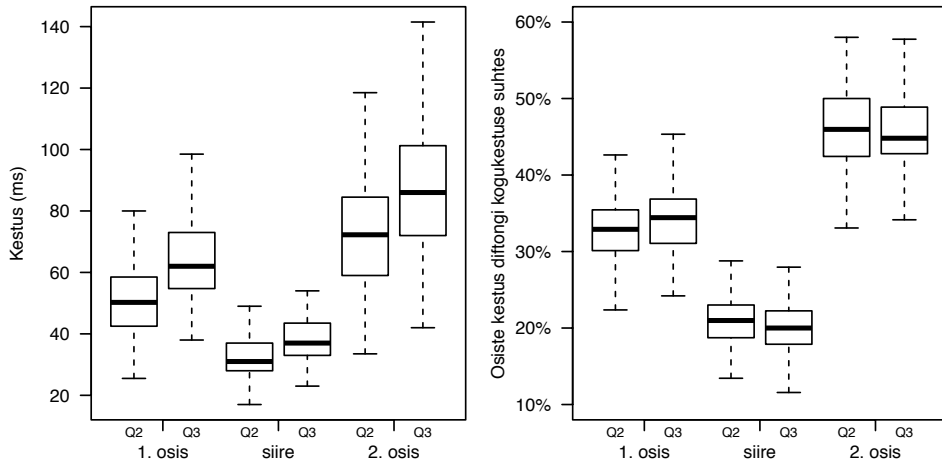 Kestus (ms)
140
120
100
80
60
40
20
Q2 Q3 Q2 Q3 Q2 Q3
1. osis siire 2. osis
Osiste kestus diftongi kogukestuse suhtes
60%
50%
40%
30%
20%
10%
Q2 Q3 Q2 Q3 Q2 Q3
1. osis siire 2. osis